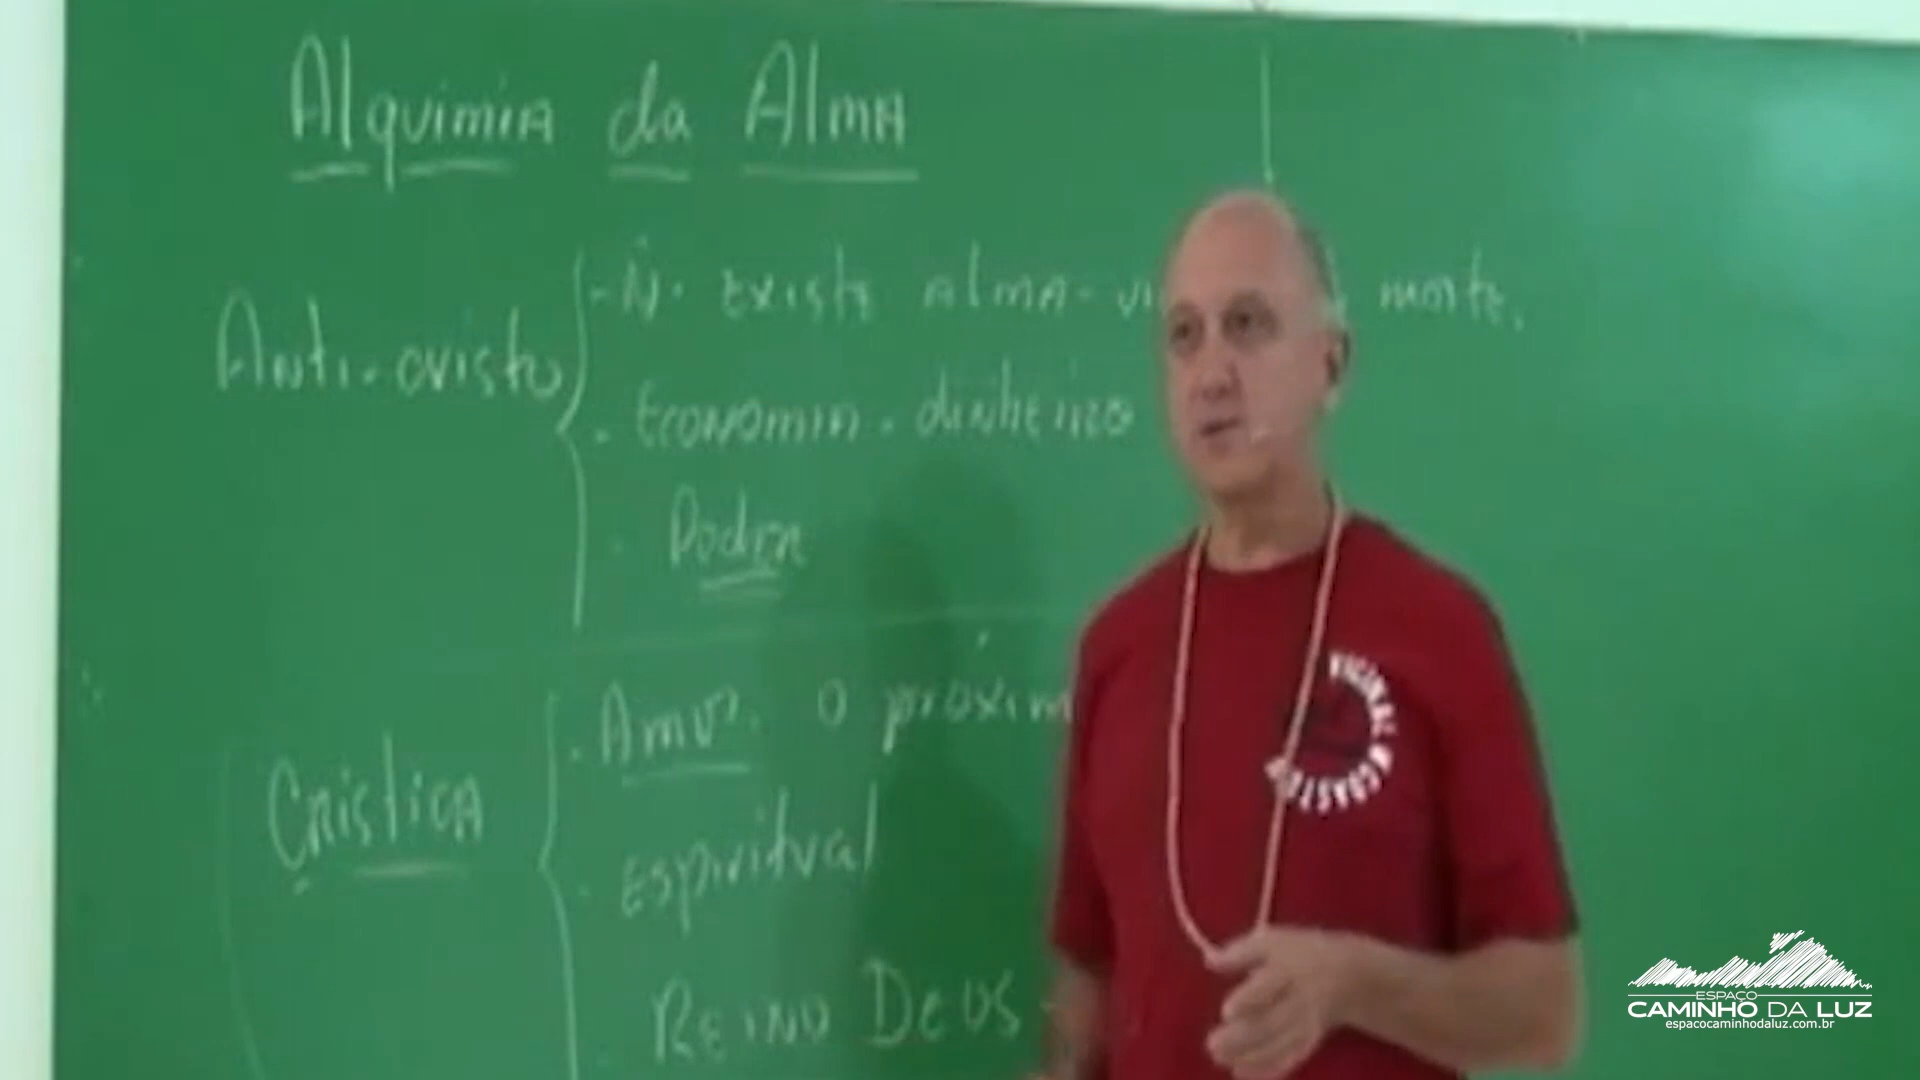 Alquimia da Alma
Anti-cristo
- Ñ. existe alma - morte.
. Economia . dinheiro
. Poder
Crística
. Amor. o próxim
. espiritual
Reino Deus -
ESPAÇO
CAMINHO DA LUZ
espacocaminhodaluz.com.br